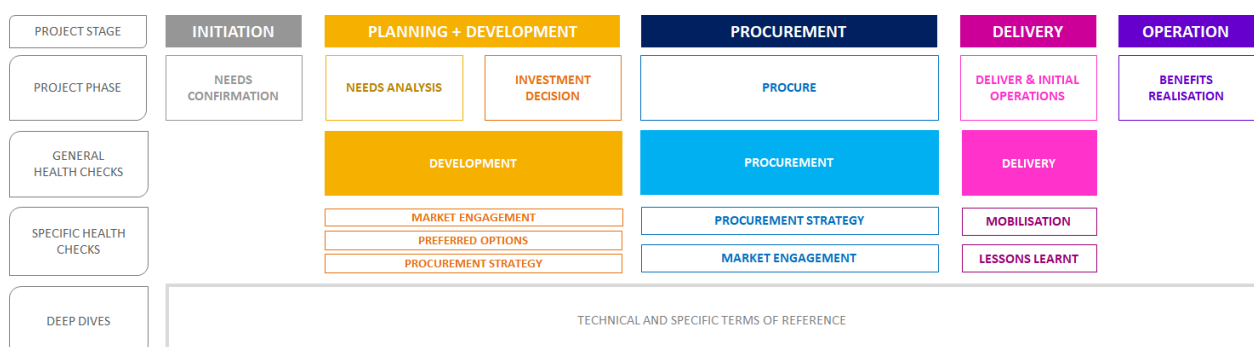 PROJECT STAGE
INITIATION
PLANNING + DEVELOPMENT
PROCUREMENT
DELIVERY
OPERATION
PROJECT PHASE
NEEDS
CONFIRMATION
NEEDS ANALYSIS
INVESTMENT
DECISION
PROCURE
DELIVER & INITIAL
OPERATIONS
BENEFITS
REALISATION
GENERAL
HEALTH CHECKS
DEVELOPMENT
PROCUREMENT
DELIVERY
SPECIFIC HEALTH
CHECKS
MARKET ENGAGEMENT
PREFERRED OPTIONS
PROCUREMENT STRATEGY
PROCUREMENT STRATEGY
MARKET ENGAGEMENT
MOBILISATION
LESSONS LEARNT
DEEP DIVES
TECHNICAL AND SPECIFIC TERMS OF REFERENCE